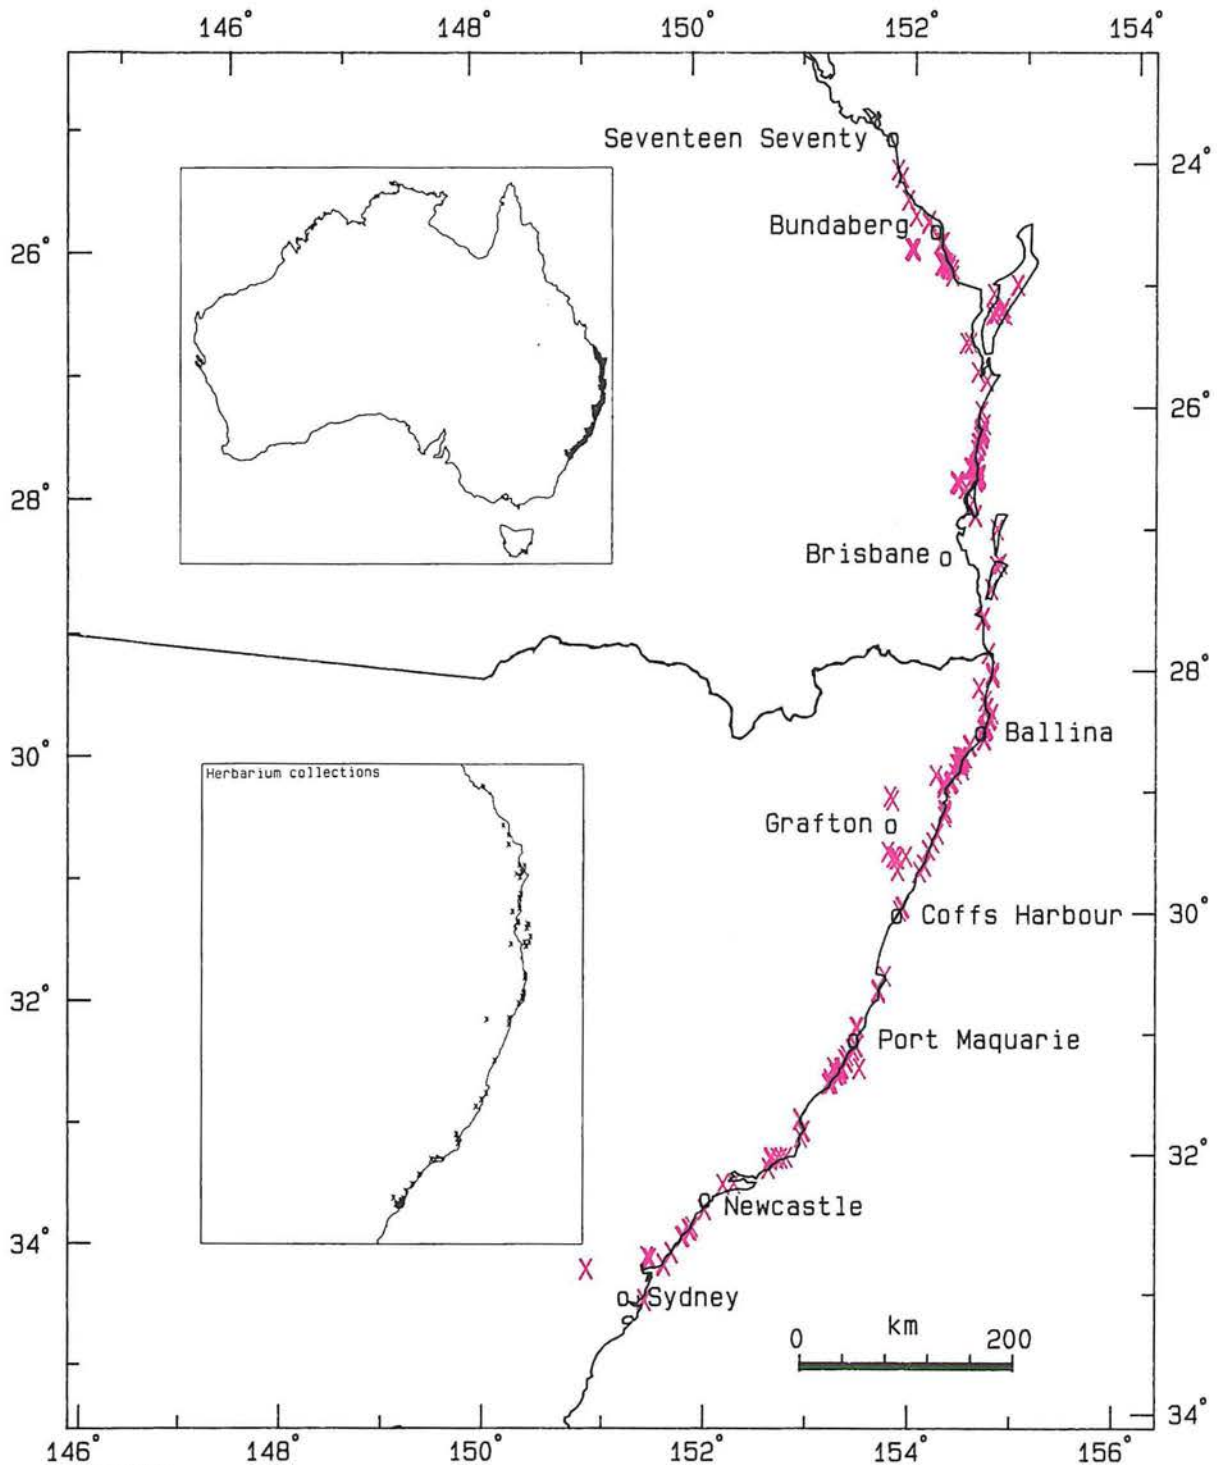 146° 148° 150° 152° 154°
Seventeen Seventy
24°
Bundaberg
26°
26°
28°
Brisbane
28°
30°
Ballina
Herbarium collections
Grafton
Coffs Harbour
30°
32°
Port Maquarie
32°
Newcastle
34°
Sydney
km
0 200
34°
146° 148° 150° 152° 154° 156°